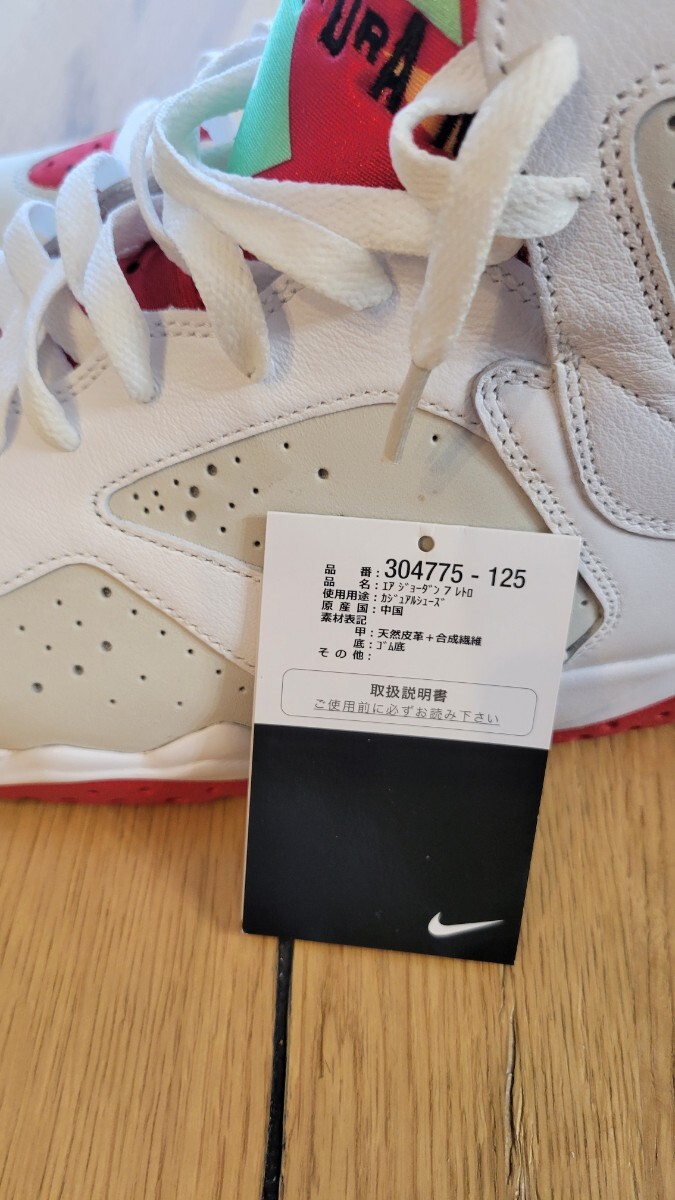 URA
品 番：304775 - 125
品 名：ｴｱ ｼﾞｮｰﾀﾞﾝ 7 ﾚﾄﾛ
使用用途：ｶｼﾞｭｱﾙｼｭｰｽﾞ
原 産 国：中国
素材表記
甲：天然皮革＋合成繊維
底：ｺﾞﾑ底
そ の 他：
取扱説明書
ご使用前に必ずお読み下さい